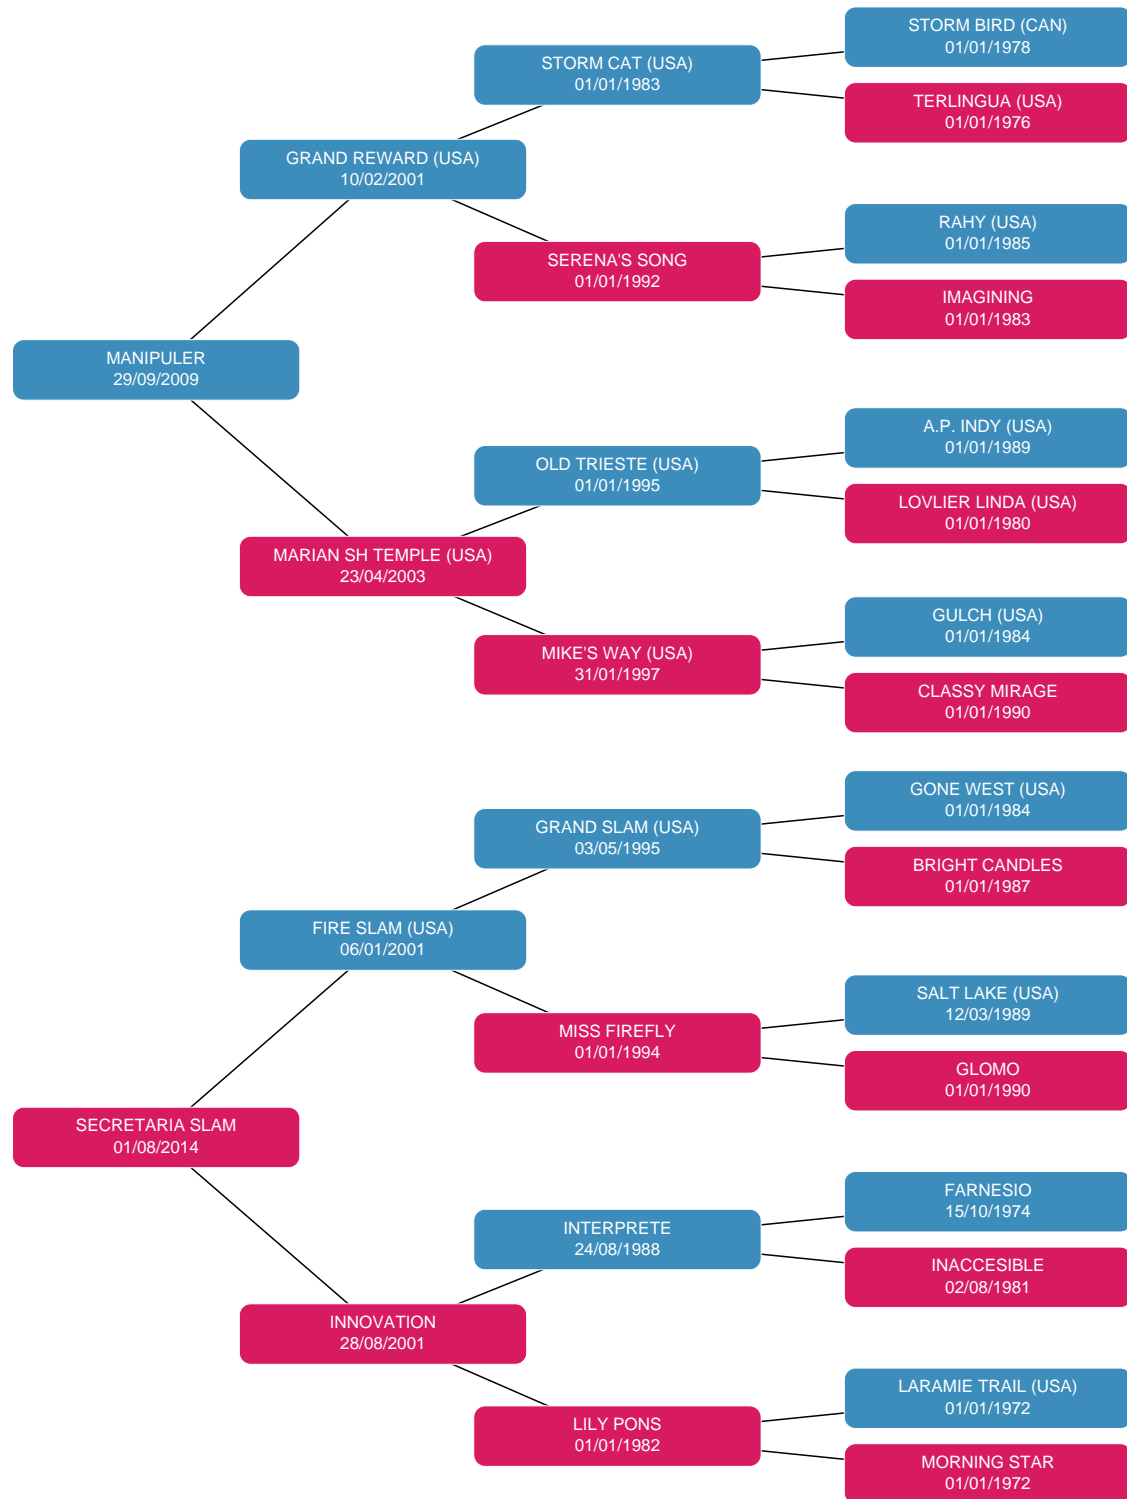 STORM BIRD (CAN)
01/01/1978
STORM CAT (USA)
01/01/1983
TERLINGUA (USA)
01/01/1976
GRAND REWARD (USA)
10/02/2001
RAHY (USA)
01/01/1985
SERENA'S SONG
01/01/1992
IMAGINING
01/01/1983
MANIPULER
29/09/2009
A.P. INDY (USA)
01/01/1989
OLD TRIESTE (USA)
01/01/1995
LOVLIER LINDA (USA)
01/01/1980
MARIAN SH TEMPLE (USA)
23/04/2003
GULCH (USA)
01/01/1984
MIKE'S WAY (USA)
31/01/1997
CLASSY MIRAGE
01/01/1990
GONE WEST (USA)
01/01/1984
GRAND SLAM (USA)
03/05/1995
BRIGHT CANDLES
01/01/1987
FIRE SLAM (USA)
06/01/2001
SALT LAKE (USA)
12/03/1989
MISS FIREFLY
01/01/1994
GLOMO
01/01/1990
SECRETARIA SLAM
01/08/2014
FARNESIO
15/10/1974
INTERPRETE
24/08/1988
INACCESIBLE
02/08/1981
INNOVATION
28/08/2001
LARAMIE TRAIL (USA)
01/01/1972
LILY PONS
01/01/1982
MORNING STAR
01/01/1972